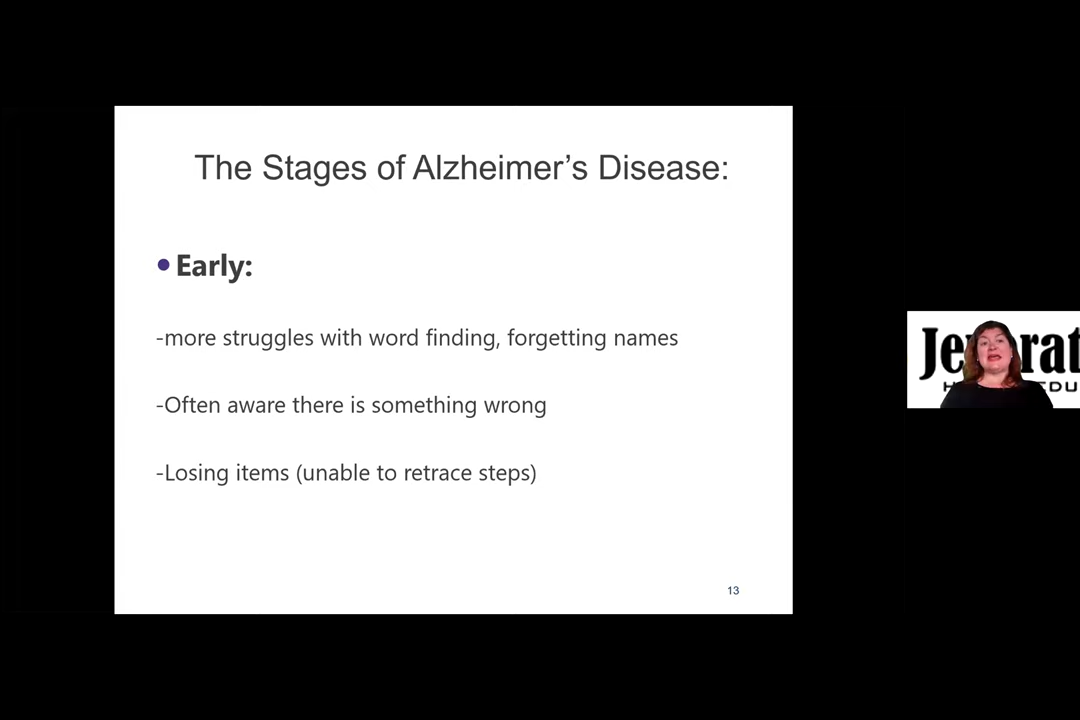 The Stages of Alzheimer’s Disease:
Early:
-more struggles with word finding, forgetting names
-Often aware there is something wrong
-Losing items (unable to retrace steps)
13